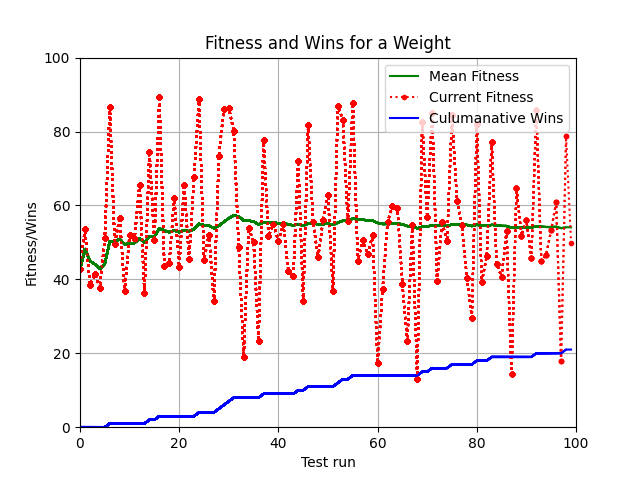 Fitness and Wins for a Weight
Mean Fitness
Current Fitness
Culumanative Wins
Fitness/Wins
100
80
60
40
20
0
0 20 40 60 80 100
Test run